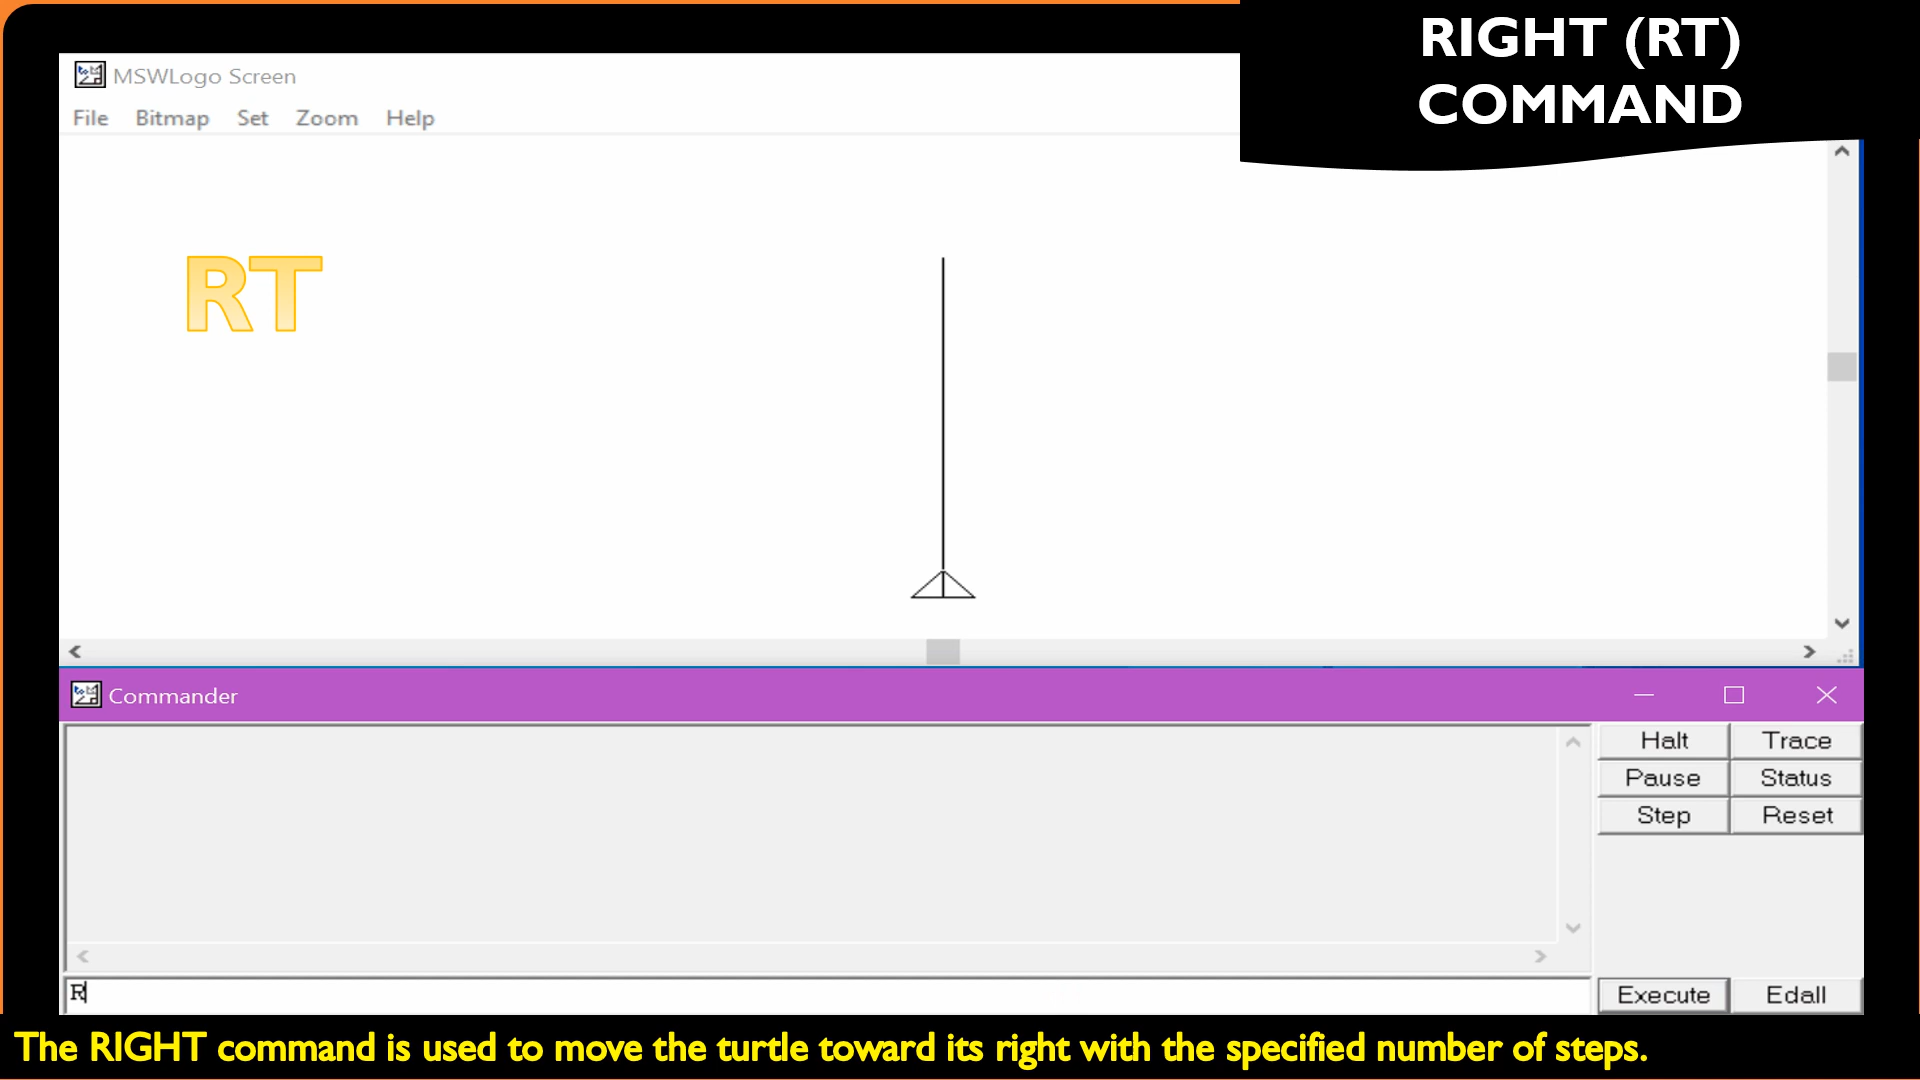 RIGHT (RT)
COMMAND
MSWLogo Screen
File Bitmap Set Zoom Help
RT
Commander
Halt Trace
Pause Status
Step Reset
R
Execute Edall
The RIGHT command is used to move the turtle toward its right with the specified number of steps.